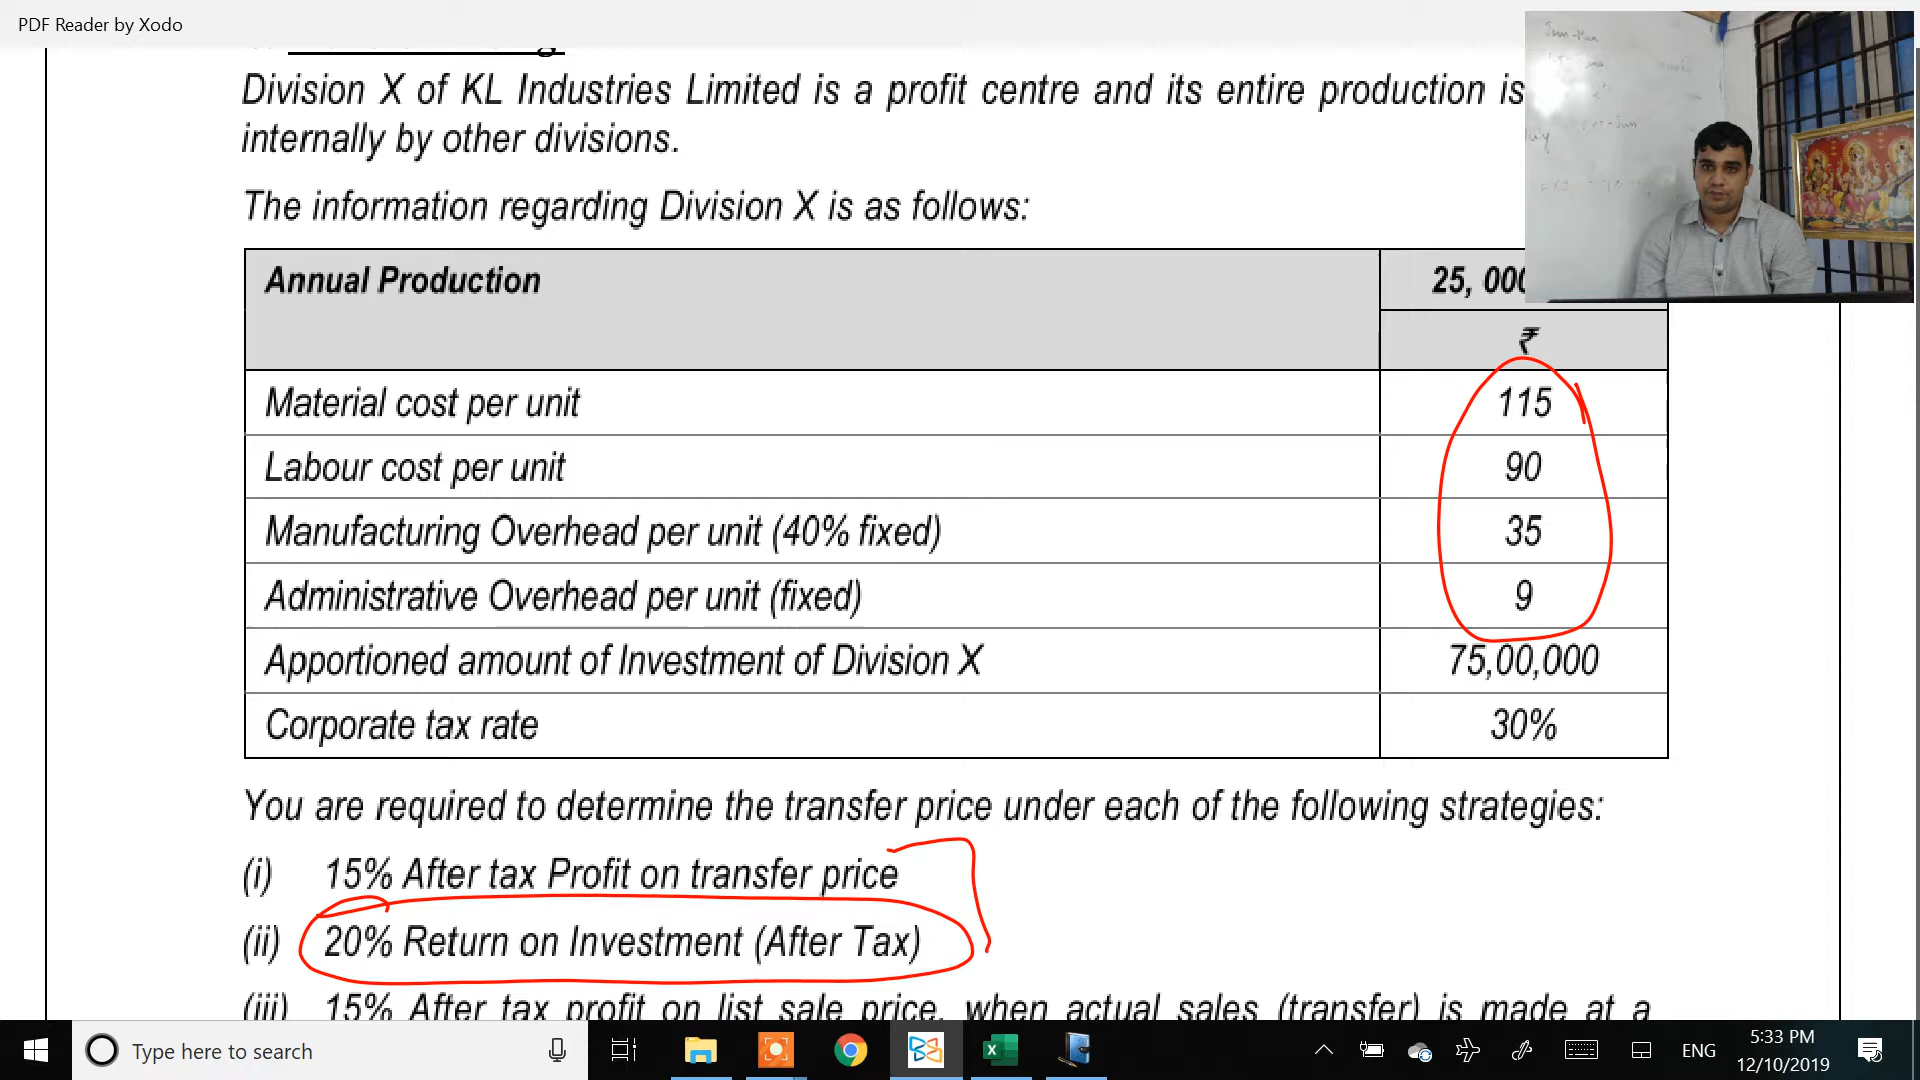 PDF Reader by Xodo
Division X of KL Industries Limited is a profit centre and its entire production is
internally by other divisions.
The information regarding Division X is as follows:
Annual Production 25, 000
₹
Material cost per unit 115
Labour cost per unit 90
Manufacturing Overhead per unit (40% fixed) 35
Administrative Overhead per unit (fixed) 9
Apportioned amount of Investment of Division X 75,00,000
Corporate tax rate 30%
You are required to determine the transfer price under each of the following strategies:
(i) 15% After tax Profit on transfer price
(ii) 20% Return on Investment (After Tax)
(iii) 15% After tax profit on list sale price, when actual sales (transfer) is made at a
Type here to search
ENG
5:33 PM
12/10/2019